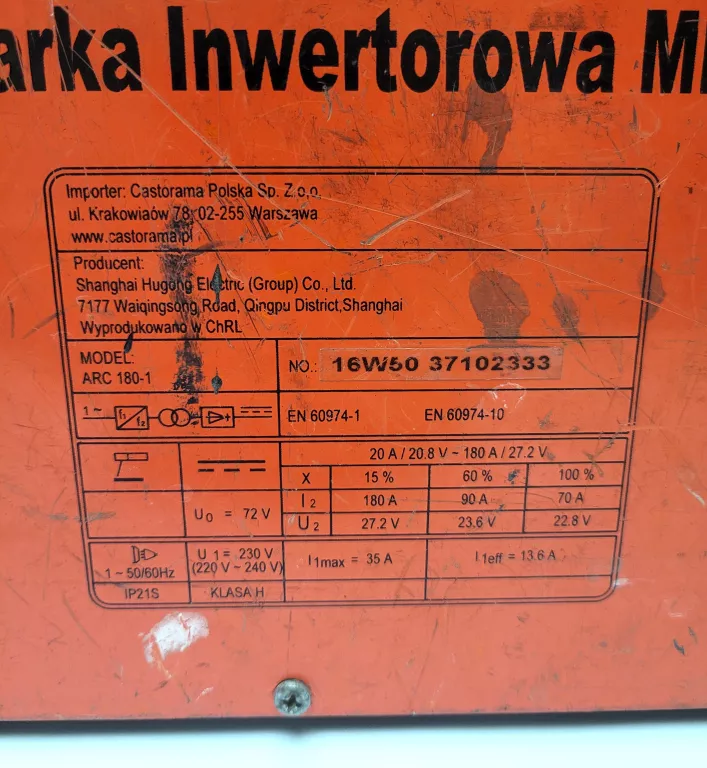 arka Inwertorowa M
Importer: Castorama Polska Sp. Z.o.o.
ul. Krakowiaów 78, 02-255 Warszawa
www.castorama.pl
Producent:
Shanghai Hugong Electric (Group) Co., Ltd.
7177 Waiqingsong Road, Qingpu District,Shanghai
Wyprodukowano w ChRL
MODEL: ARC 180-1
NO.: 16W50 37102333
1 ~ f1 f2
EN 60974-1 EN 60974-10
20 A / 20.8 V ~ 180 A / 27.2 V
X 15 % 60 % 100 %
U0 = 72 V
I2 180 A 90 A 70 A
U2 27.2 V 23.6 V 22.8 V
1 ~ 50/60Hz
U 1 = 230 V
(220 V ~ 240 V)
I1max = 35 A
I1eff = 13.6 A
IP21S KLASA H